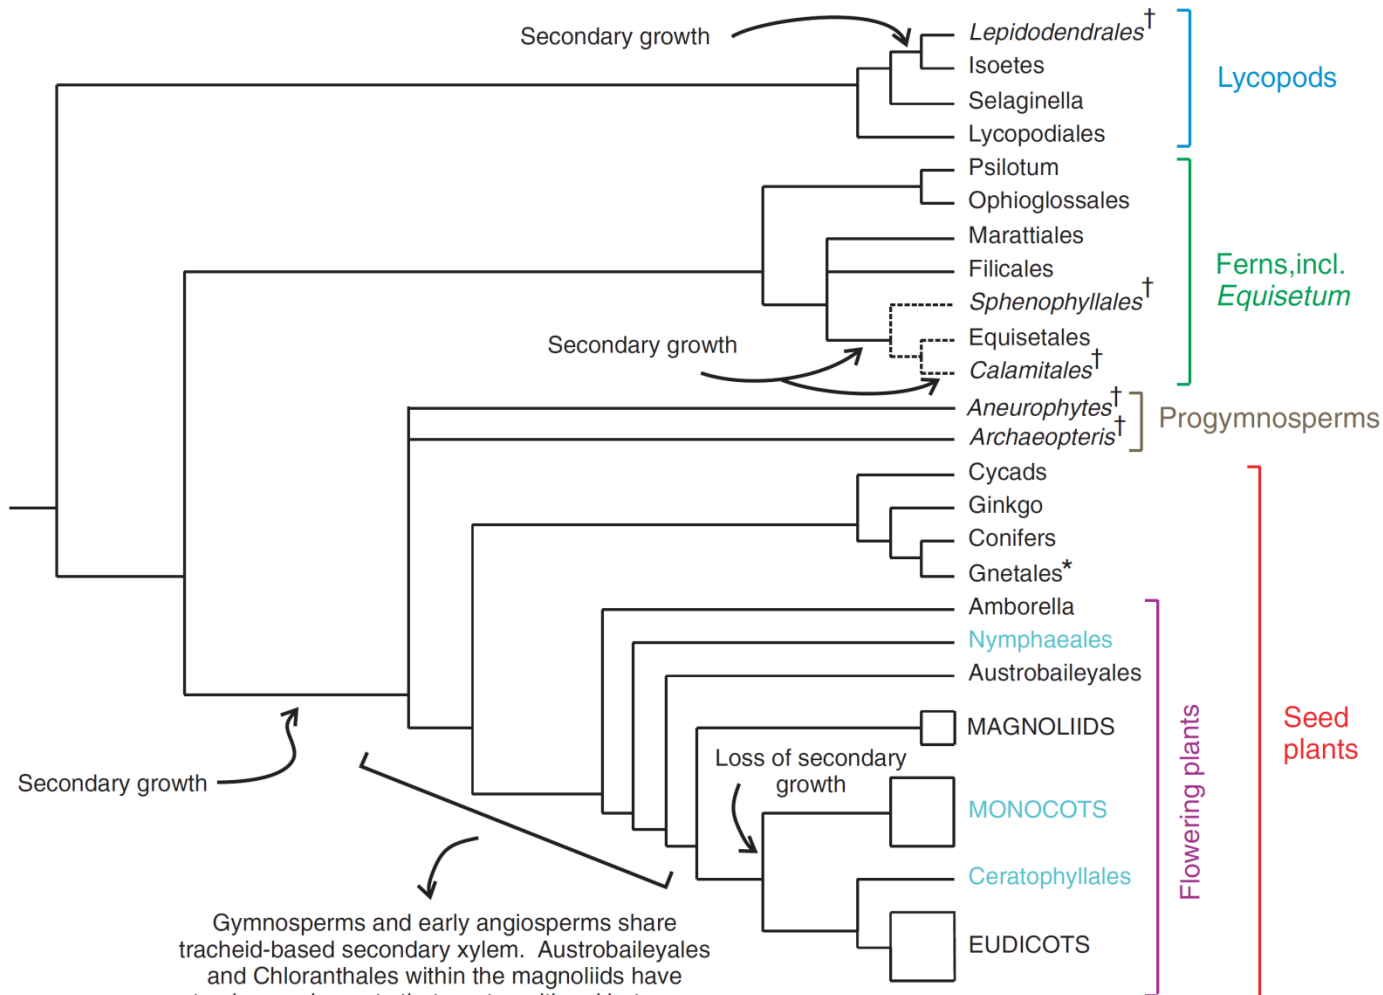 Secondary growth
Lepidodendrales†
Isoetes
Selaginella
Lycopodiales
Lycopods
Psilotum
Ophioglossales
Marattiales
Filicales
Sphenophyllales†
Equisetales
Calamitales†
Ferns,incl.
Equisetum
Secondary growth
Aneurophytes†
Archaeopteris†
Progymnosperms
Cycads
Ginkgo
Conifers
Gnetales*
Amborella
Nymphaeales
Austrobaileyales
MAGNOLIIDS
MONOCOTS
Ceratophyllales
EUDICOTS
Flowering plants
Seed
plants
Loss of secondary
growth
Secondary growth
Gymnosperms and early angiosperms share
tracheid-based secondary xylem. Austrobaileyales
and Chloranthales within the magnoliids have